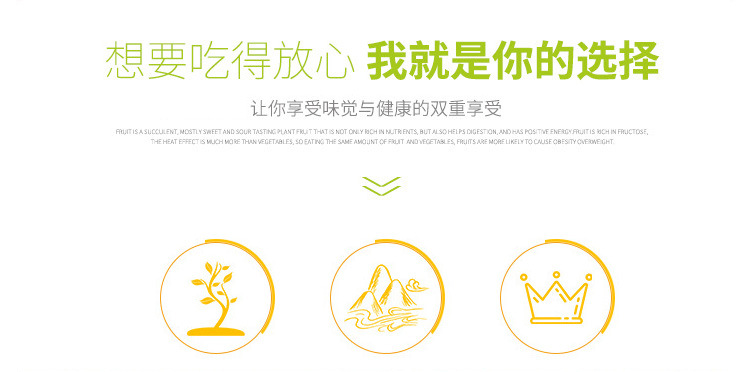 想要吃得放心 我就是你的选择
让你享受味觉与健康的双重享受
FRUIT IS A SUCCULENT, MOSTLY SWEET AND SOUR TASTING PLANT FRUIT THAT IS NOT ONLY RICH IN NUTRIENTS, BUT ALSO HELPS DIGESTION, AND HAS POSITIVE ENERGY.FRUIT IS RICH IN FRUCTOSE,
THE HEAT EFFECT IS MUCH MORE THAN VEGETABLES, SO EATING THE SAME AMOUNT OF FRUIT AND VEGETABLES, FRUITS ARE MORE LIKELY TO CAUSE OBESITY OVERWEIGHT.